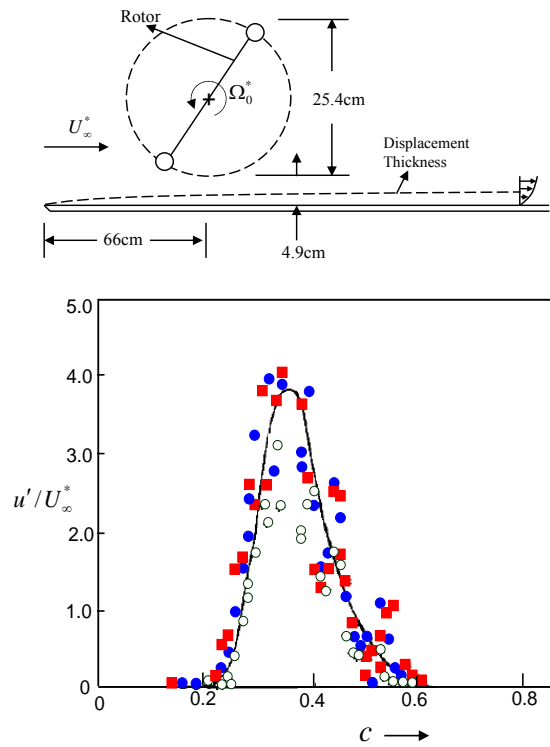 Rotor
Ω₀*
25.4cm
U∞*
Displacement
Thickness
66cm
4.9cm
5.0
4.0
3.0
u'/U∞*
2.0
1.0
0
0 0.2 0.4 0.6 0.8
c